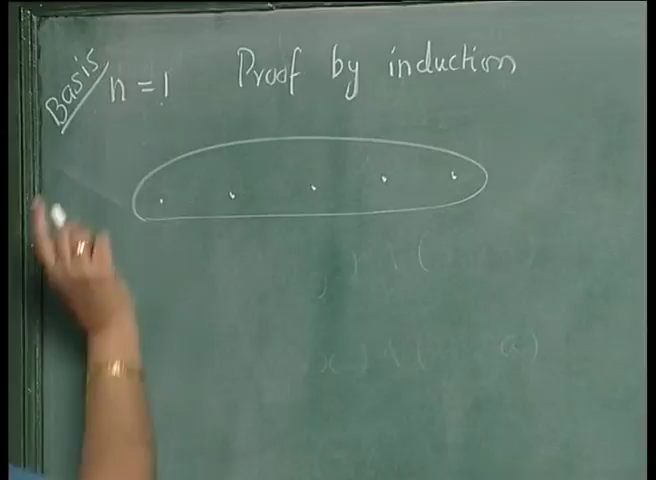 Proof by induction
Basis n = 1